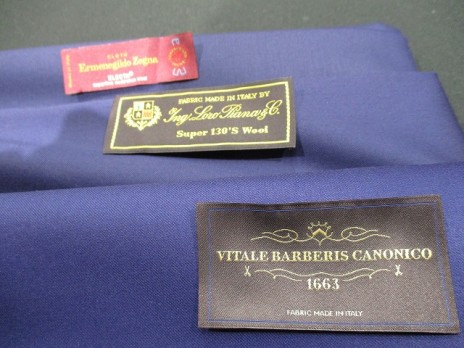 Ermenegildo Zegna
FABRIC MADE IN ITALY BY
Ing. Loro Piana & C.
Super 130'S Wool
VITALE BARBERIS CANONICO
1663
FABRIC MADE IN ITALY